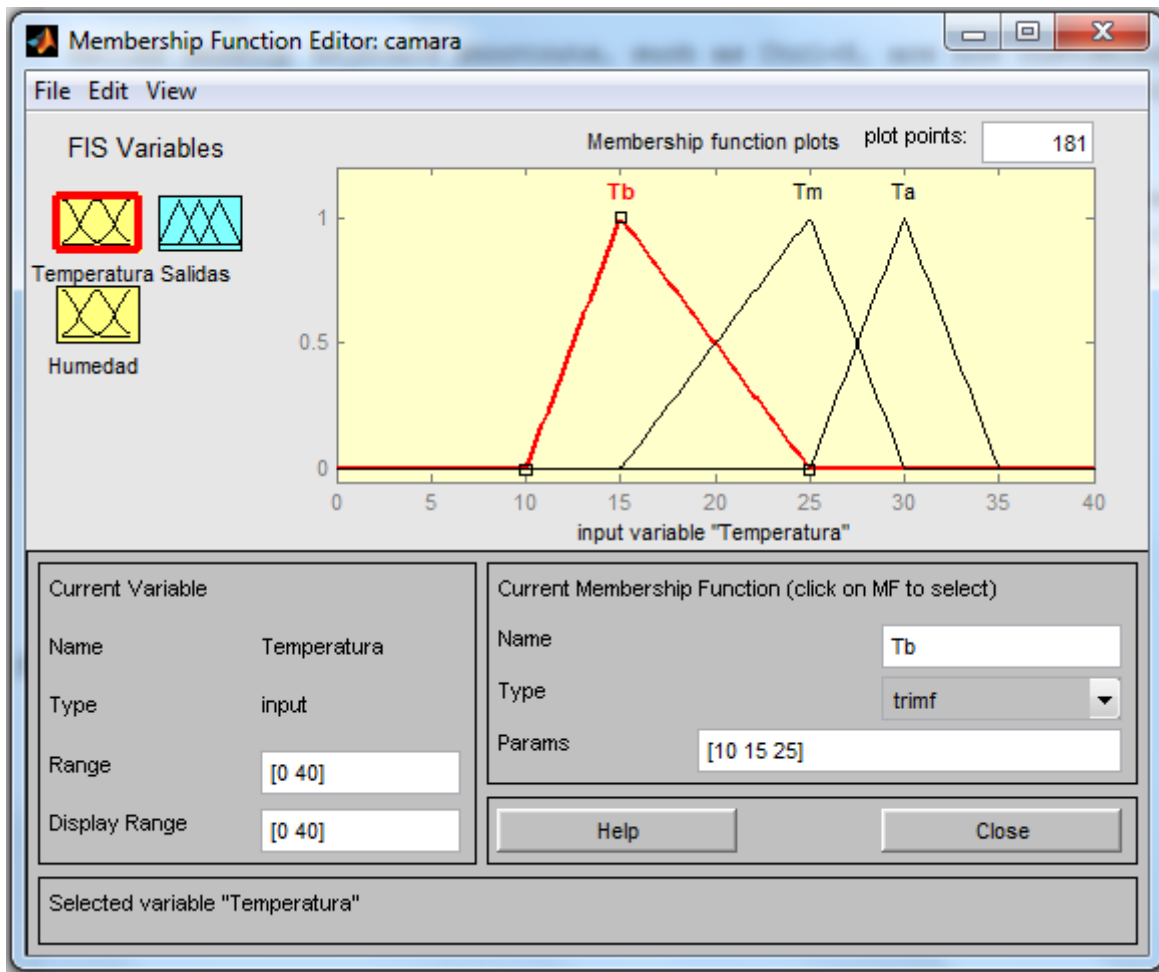 Membership Function Editor: camara
File Edit View
FIS Variables
Membership function plots plot points: 181
Temperatura Salidas
Humedad
Tb Tm Ta
1
0.5
0
0 5 10 15 20 25 30 35 40
input variable "Temperatura"
Current Variable
Name Temperatura
Type input
Range [0 40]
Display Range [0 40]
Current Membership Function (click on MF to select)
Name Tb
Type trimf
Params [10 15 25]
Help Close
Selected variable "Temperatura"